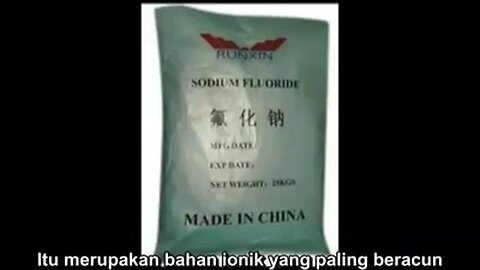 RUNXIN
SODIUM FLUORIDE
氟化钠
MFG DATE:
EXP DATE:
NET WEIGHT: 25KGS
MADE IN CHINA
Itu merupakan bahan ionik yang paling beracun